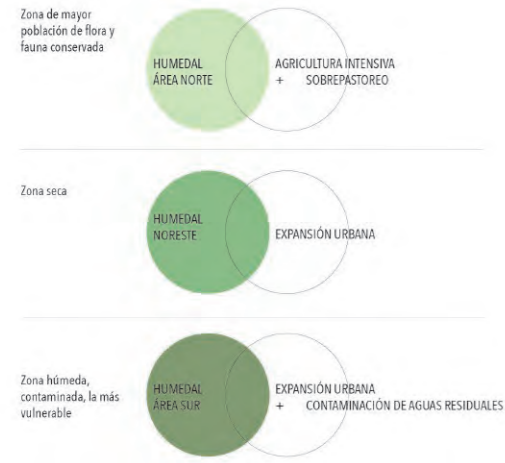 Zona de mayor
población de flora y
fauna conservada
HUMEDAL
ÁREA NORTE
AGRICULTURA INTENSIVA
+ SOBREPASTOREO
Zona seca
HUMEDAL
NORESTE
EXPANSIÓN URBANA
Zona húmeda,
contaminada, la más
vulnerable
HUMEDAL
ÁREA SUR
EXPANSIÓN URBANA
+ CONTAMINACIÓN DE AGUAS RESIDUALES